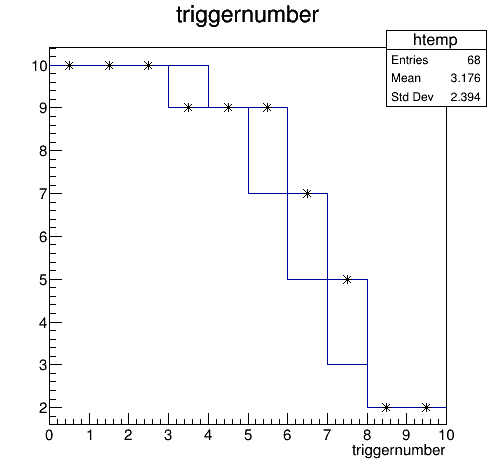 triggernumber
htemp
Entries 68
Mean 3.176
Std Dev 2.394
10
9
8
7
6
5
4
3
2
0 1 2 3 4 5 6 7 8 9 10
triggernumber